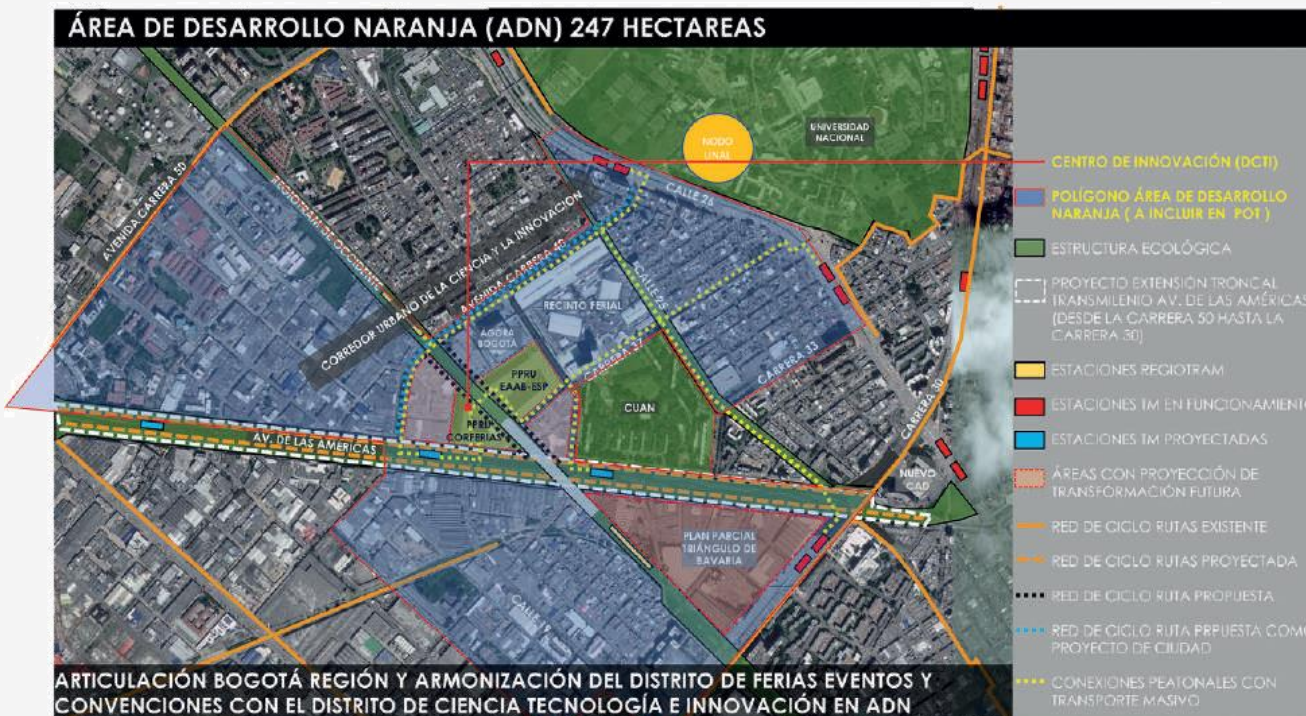 ÁREA DE DESARROLLO NARANJA (ADN) 247 HECTAREAS
AVENIDA CARRERA 50
REGIOTRAM DE OCCIDENTE
CORREDOR URBANO DE LA CIENCIA Y LA INNOVACION
AVENIDA CARRERA 40
NODO
UNAL
UNIVERSIDAD
NACIONAL
CALLE 26
CALLE 25
RECINTO FERIAL
AGORA
BOGOTÁ
CARRERA 37
CARRERA 33
CARRERA 30
PPRU
EAAB-ESP
PPRU
CORFERIAS
CUAN
AV. DE LAS AMERICAS
NUEVO
CAD
PLAN PARCIAL
TRIÁNGULO DE
BAVARIA
CENTRO DE INNOVACIÓN (DCTI)
POLÍGONO ÁREA DE DESARROLLO
NARANJA ( A INCLUIR EN POT )
ESTRUCTURA ECOLÓGICA
PROYECTO EXTENSIÓN TRONCAL
TRANSMILENIO AV. DE LAS AMÉRICAS
(DESDE LA CARRERA 50 HASTA LA
CARRERA 30)
ESTACIONES REGIOTRAM
ESTACIONES TM EN FUNCIONAMIENTO
ESTACIONES TM PROYECTADAS
ÁREAS CON PROYECCIÓN DE
TRANSFORMACIÓN FUTURA
RED DE CICLO RUTAS EXISTENTE
RED DE CICLO RUTAS PROYECTADA
RED DE CICLO RUTA PROPUESTA
RED DE CICLO RUTA PRPUESTA COMO
PROYECTO DE CIUDAD
CONEXIONES PEATONALES CON
TRANSPORTE MASIVO
ARTICULACIÓN BOGOTÁ REGIÓN Y ARMONIZACIÓN DEL DISTRITO DE FERIAS EVENTOS Y
CONVENCIONES CON EL DISTRITO DE CIENCIA TECNOLOGÍA E INNOVACIÓN EN ADN